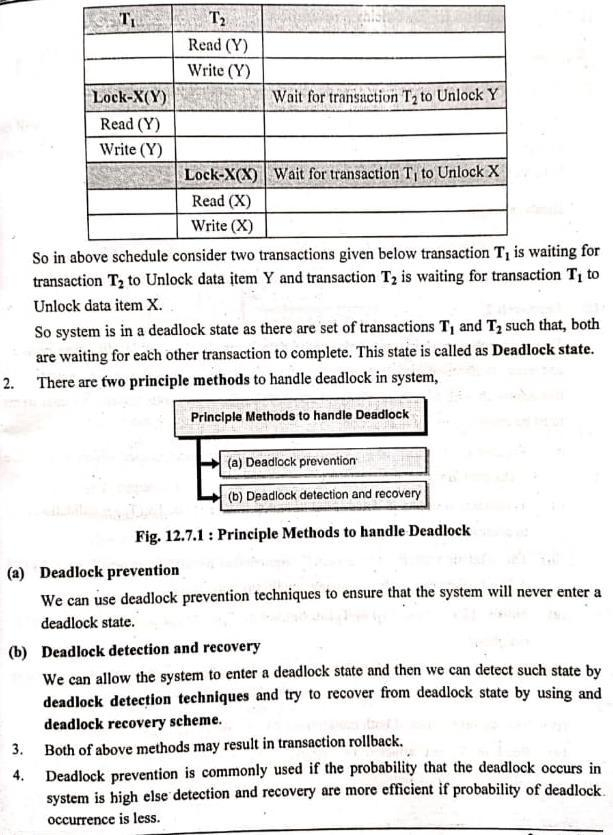 T₁ T₂
Read (Y)
Write (Y)
Lock-X(Y) Wait for transaction T₂ to Unlock Y
Read (Y)
Write (Y)
Lock-X(X) Wait for transaction T₁ to Unlock X
Read (X)
Write (X)
So in above schedule consider two transactions given below transaction T₁ is waiting for
transaction T₂ to Unlock data item Y and transaction T₂ is waiting for transaction T₁ to
Unlock data item X.
So system is in a deadlock state as there are set of transactions T₁ and T₂ such that, both
are waiting for each other transaction to complete. This state is called as Deadlock state.
2. There are two principle methods to handle deadlock in system,
Principle Methods to handle Deadlock
(a) Deadlock prevention
(b) Deadlock detection and recovery
Fig. 12.7.1 : Principle Methods to handle Deadlock
(a) Deadlock prevention
We can use deadlock prevention techniques to ensure that the system will never enter a
deadlock state.
(b) Deadlock detection and recovery
We can allow the system to enter a deadlock state and then we can detect such state by
deadlock detection techniques and try to recover from deadlock state by using and
deadlock recovery scheme.
3. Both of above methods may result in transaction rollback.
4. Deadlock prevention is commonly used if the probability that the deadlock occurs in
system is high else detection and recovery are more efficient if probability of deadlock
occurrence is less.